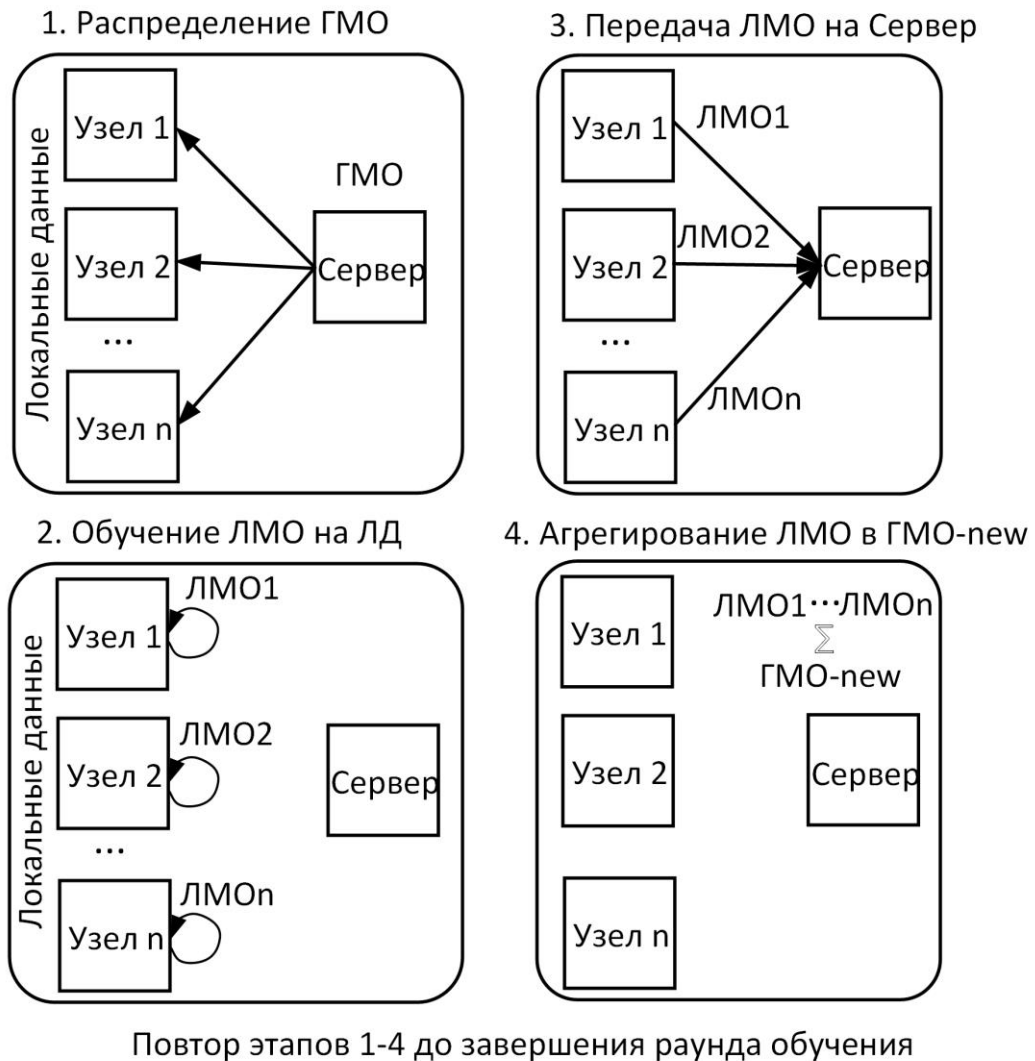 1. Распределение ГМО
Локальные данные
Узел 1
ГМО
Узел 2
Сервер
...
Узел n
2. Обучение ЛМО на ЛД
Локальные данные
ЛМО1
Узел 1
ЛМО2
Узел 2
Сервер
...
ЛМОn
Узел n
3. Передача ЛМО на Сервер
Узел 1
ЛМО1
ЛМО2
Узел 2
Сервер
...
ЛМОn
Узел n
4. Агрегирование ЛМО в ГМО-new
ЛМО1...ЛМОn
Узел 1
∑
ГМО-new
Узел 2
Сервер
Узел n
Повтор этапов 1-4 до завершения раунда обучения